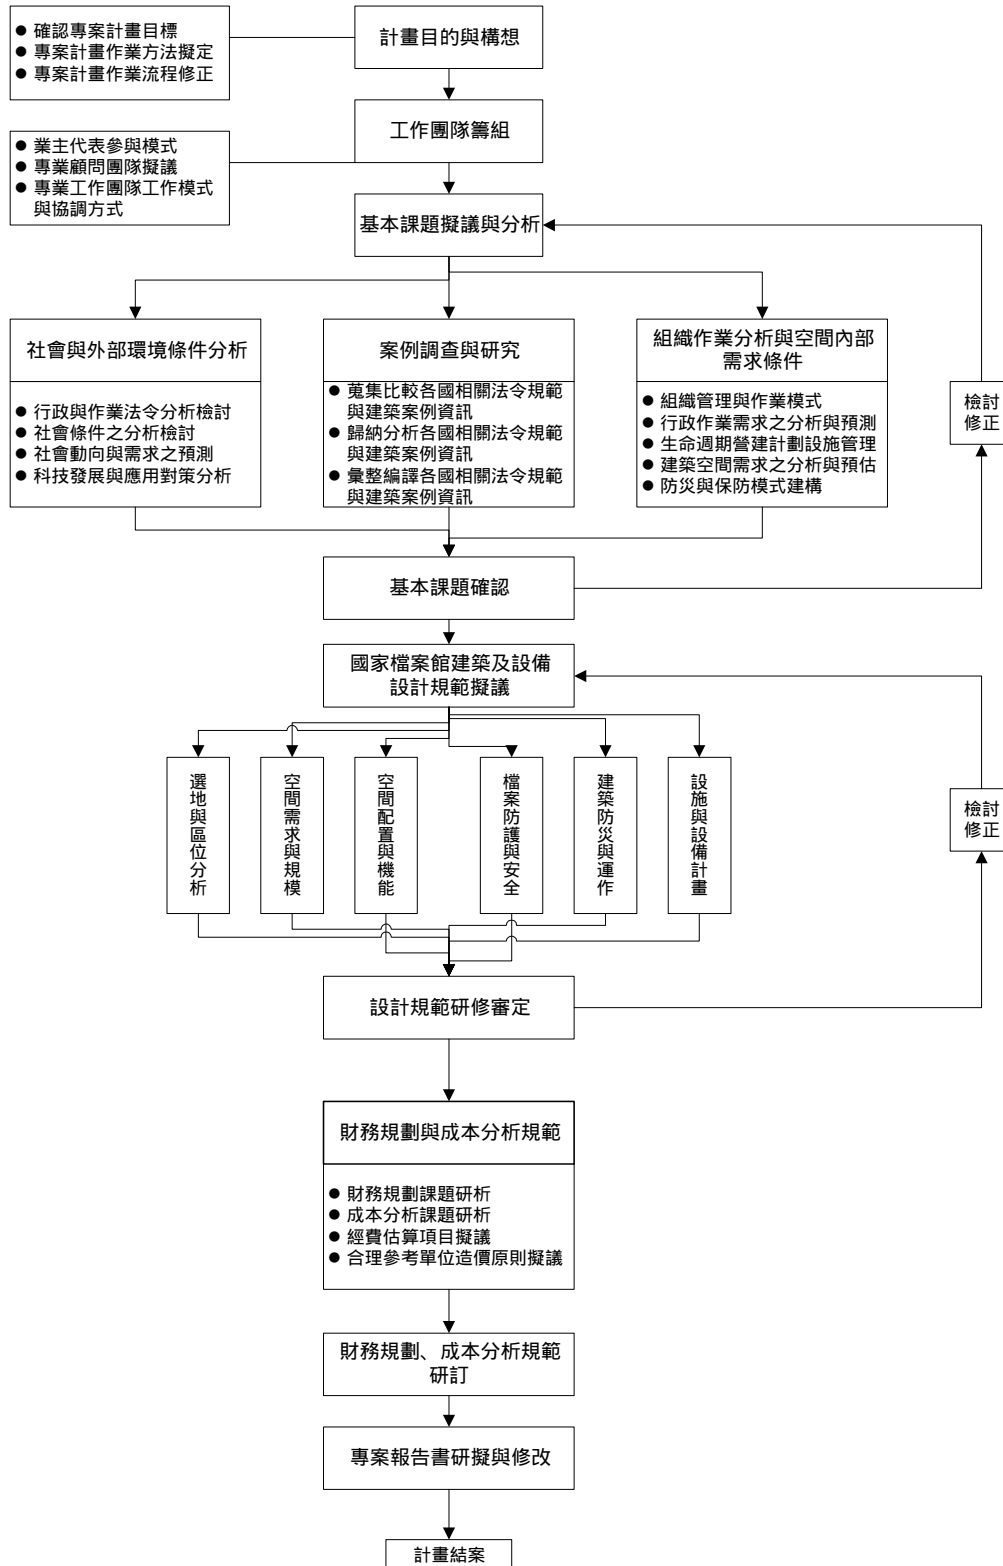 ● 確認專案計畫目標
● 專案計畫作業方法擬定
● 專案計畫作業流程修正
計畫目的與構想
工作團隊籌組
● 業主代表參與模式
● 專業顧問團隊擬議
● 專業工作團隊工作模式
與協調方式
基本課題擬議與分析
社會與外部環境條件分析
● 行政與作業法令分析檢討
● 社會條件之分析檢討
● 社會動向與需求之預測
● 科技發展與應用對策分析
案例調查與研究
● 蒐集比較各國相關法令規範
與建築案例資訊
● 歸納分析各國相關法令規範
與建築案例資訊
● 彙整編譯各國相關法令規範
與建築案例資訊
組織作業分析與空間內部
需求條件
● 組織管理與作業模式
● 行政作業需求之分析與預測
● 生命週期營建計劃設施管理
● 建築空間需求之分析與預估
● 防災與保防模式建構
檢討
修正
基本課題確認
國家檔案館建築及設備
設計規範擬議
選地與區位分析
空間需求與規模
空間配置與機能
檔案防護與安全
建築防災與運作
設施與設備計畫
檢討
修正
設計規範研修審定
財務規劃與成本分析規範
● 財務規劃課題研析
● 成本分析課題研析
● 經費估算項目擬議
● 合理參考單位造價原則擬議
財務規劃、成本分析規範
研訂
專案報告書研擬與修改
計畫結案